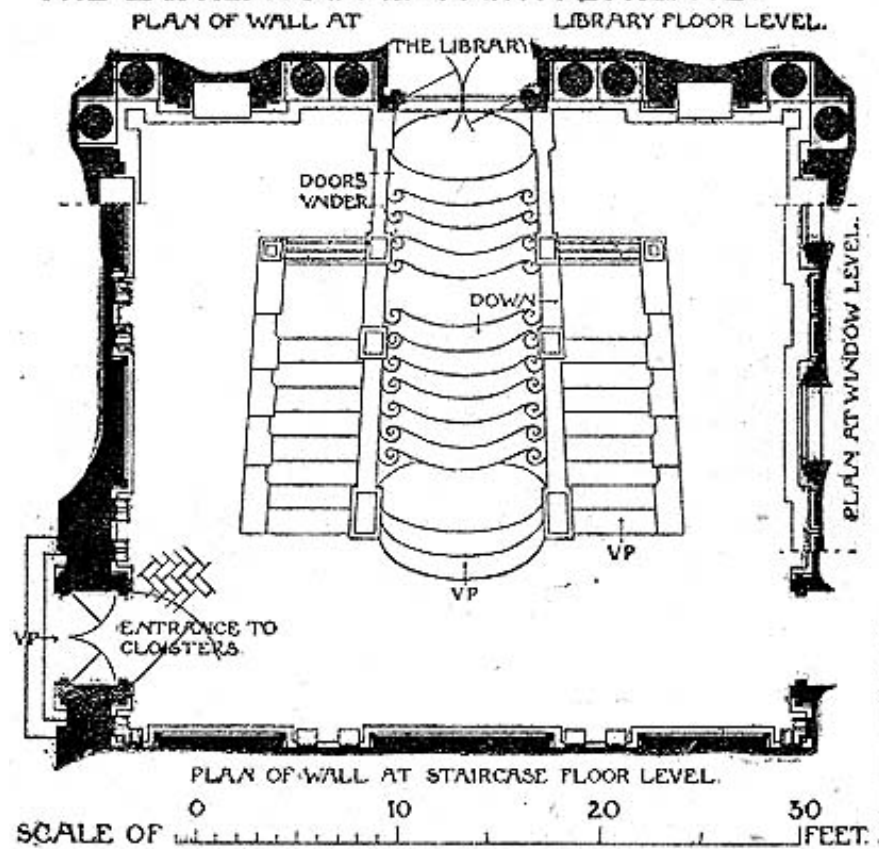 PLAN OF WALL AT LIBRARY FLOOR LEVEL.
THE LIBRARY
DOORS
VNDER.
DOWN
PLAN AT WINDOW LEVEL.
VP
VP
VP
ENTRANCE TO
CLOISTERS.
PLAN OF WALL AT STAIRCASE FLOOR LEVEL.
0 10 20 30
SCALE OF FEET.